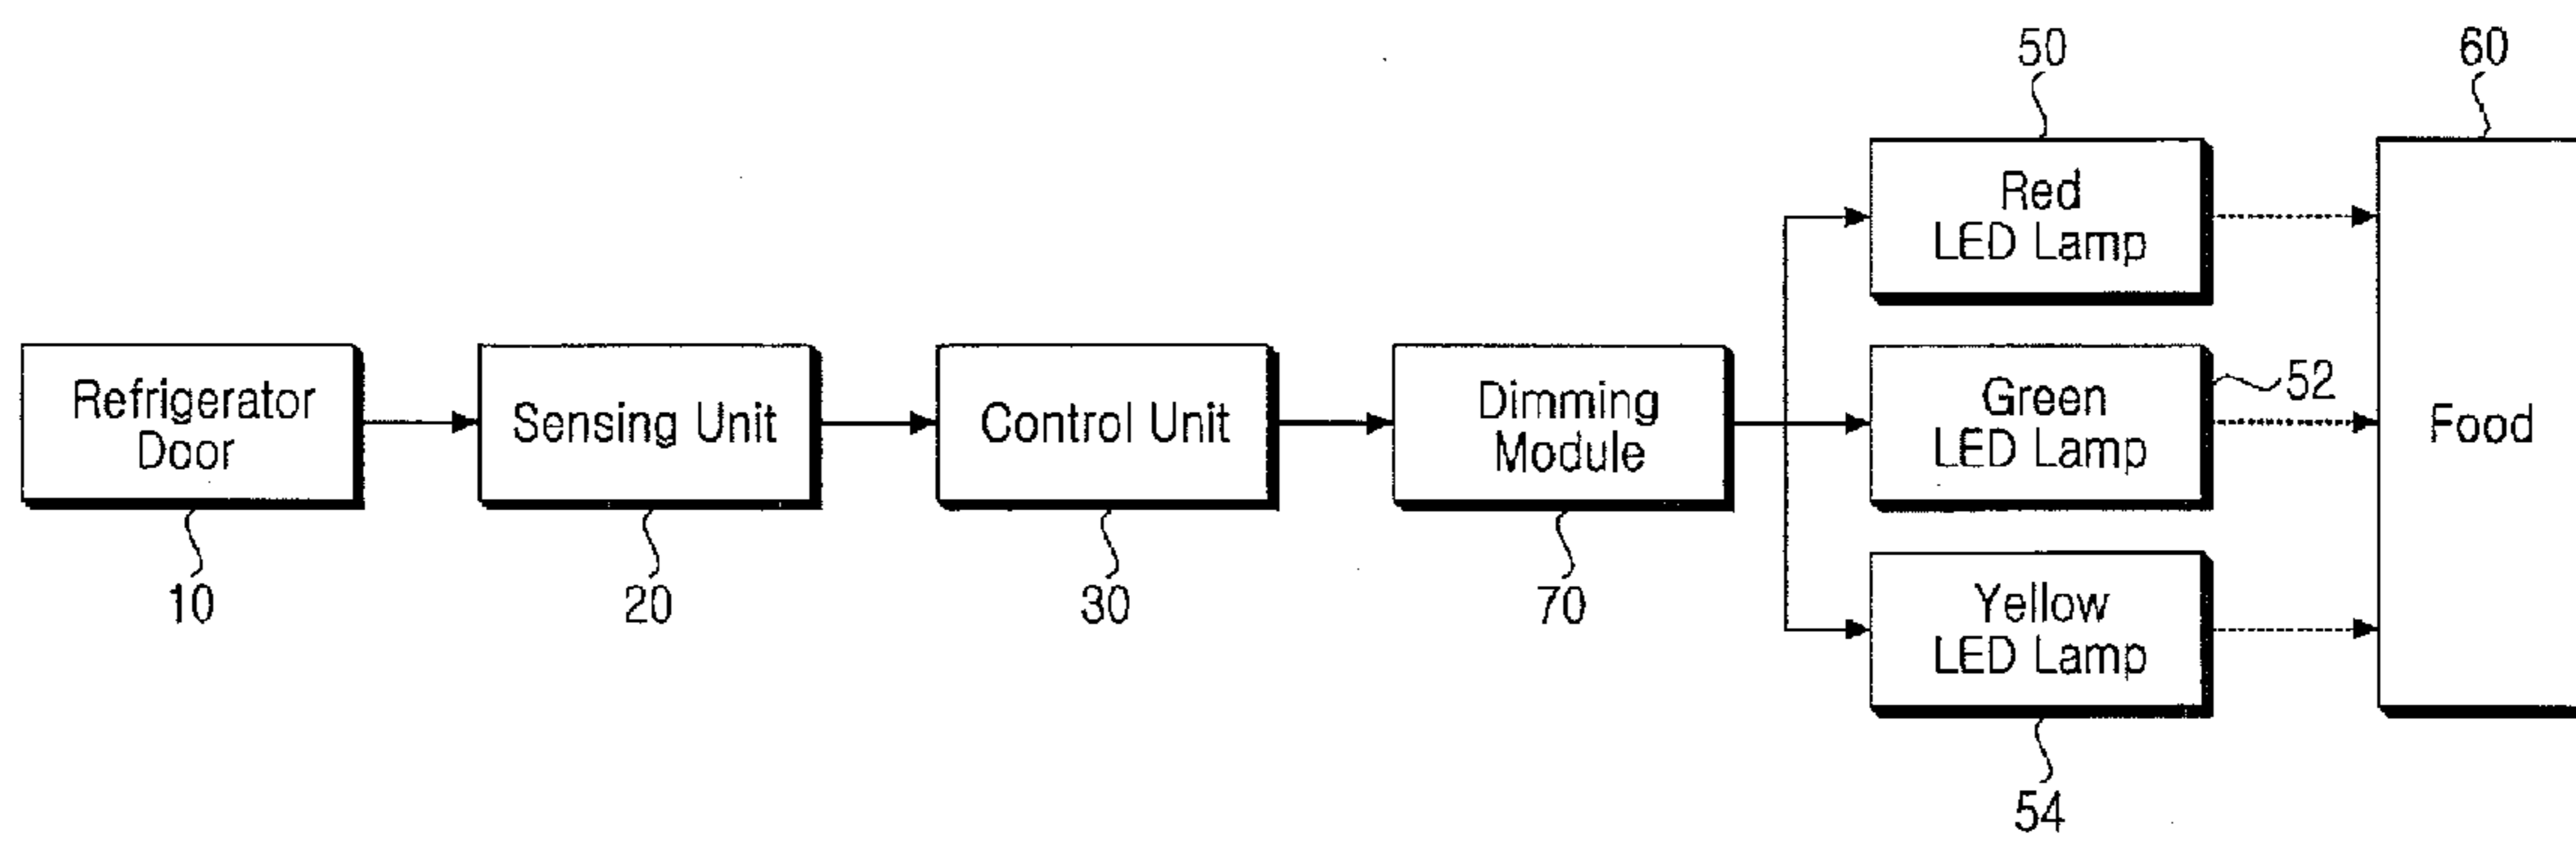 50
60
Red
LED Lamp
Refrigerator
Door
Sensing Unit
Control Unit
Dimming
Module
Green
LED Lamp
52
Food
Yellow
LED Lamp
10
20
30
70
54